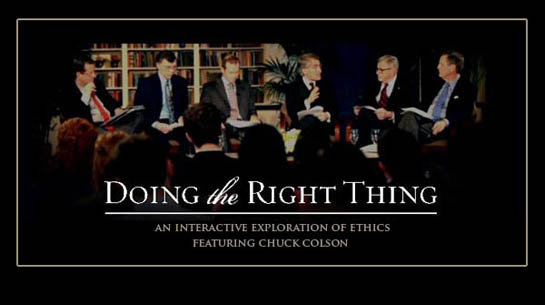 DOING the RIGHT THING
AN INTERACTIVE EXPLORATION OF ETHICS
FEATURING CHUCK COLSON